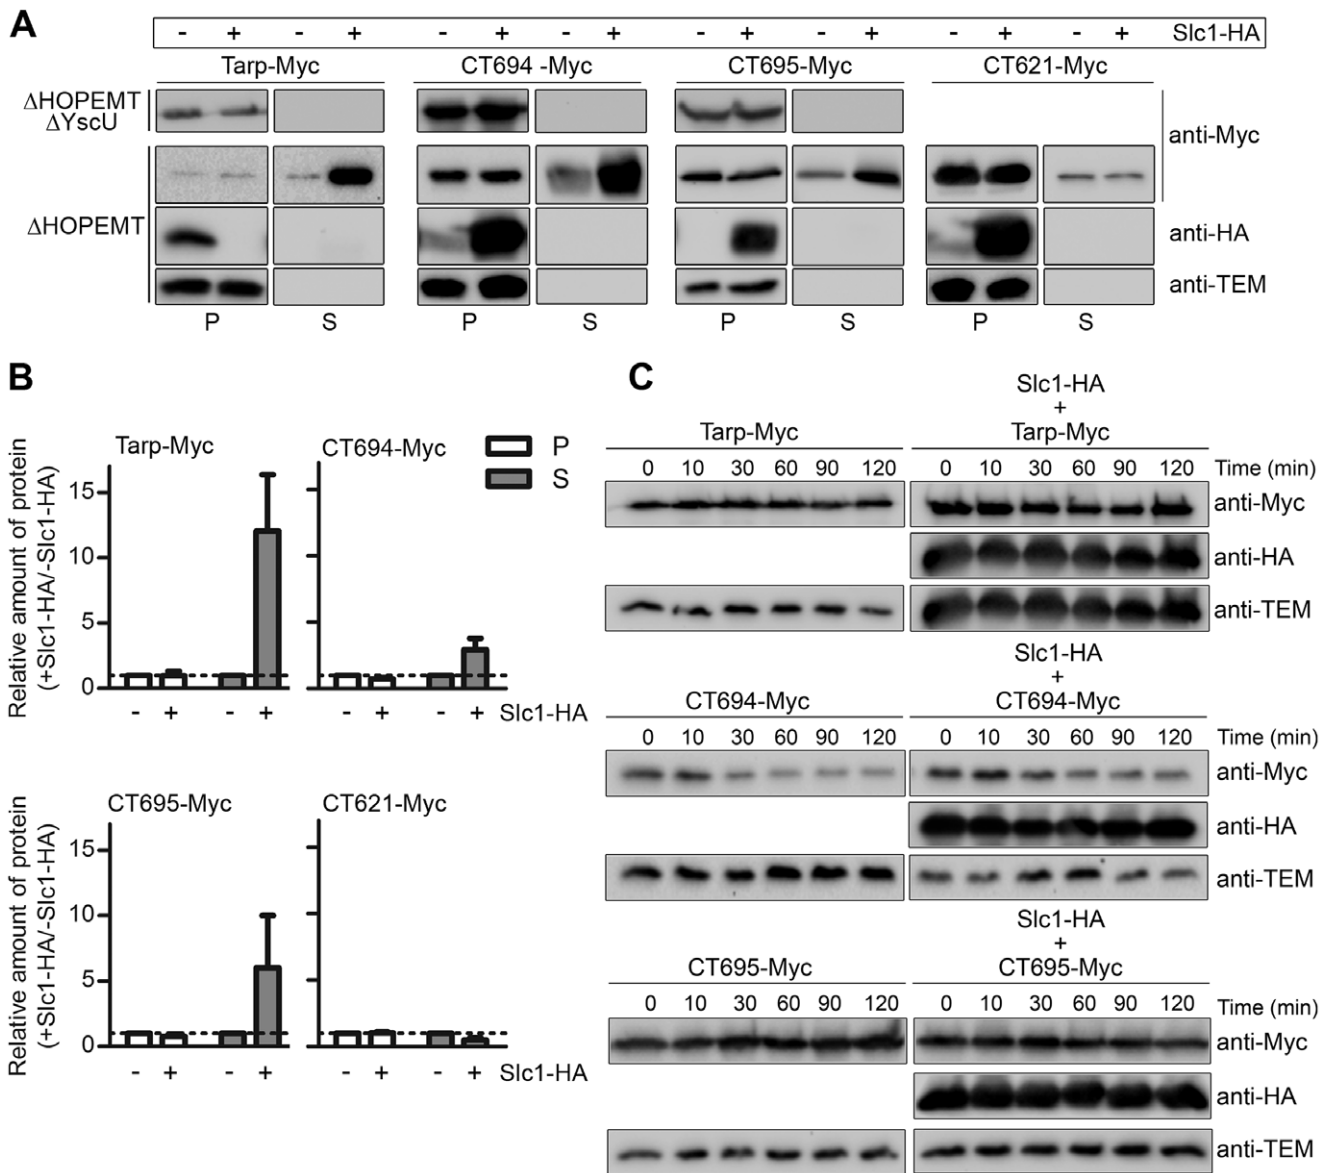 A
- + - + - + - + - + - + - + - + Slc1-HA
Tarp-Myc CT694 -Myc CT695-Myc CT621-Myc
ΔHOPEMT
ΔYscU
anti-Myc
ΔHOPEMT
anti-HA
anti-TEM
P S P S P S P S
B
Relative amount of protein
(+Slc1-HA/-Slc1-HA)
Tarp-Myc CT694-Myc
P
S
15
10
5
0
- + - + - + - + Slc1-HA
Relative amount of protein
(+Slc1-HA/-Slc1-HA)
CT695-Myc CT621-Myc
15
10
5
0
- + - + - + - + Slc1-HA
C
Slc1-HA
+
Tarp-Myc Tarp-Myc
0 10 30 60 90 120 0 10 30 60 90 120 Time (min)
anti-Myc
anti-HA
anti-TEM
Slc1-HA
+
CT694-Myc CT694-Myc
0 10 30 60 90 120 0 10 30 60 90 120 Time (min)
anti-Myc
anti-HA
anti-TEM
Slc1-HA
+
CT695-Myc CT695-Myc
0 10 30 60 90 120 0 10 30 60 90 120 Time (min)
anti-Myc
anti-HA
anti-TEM